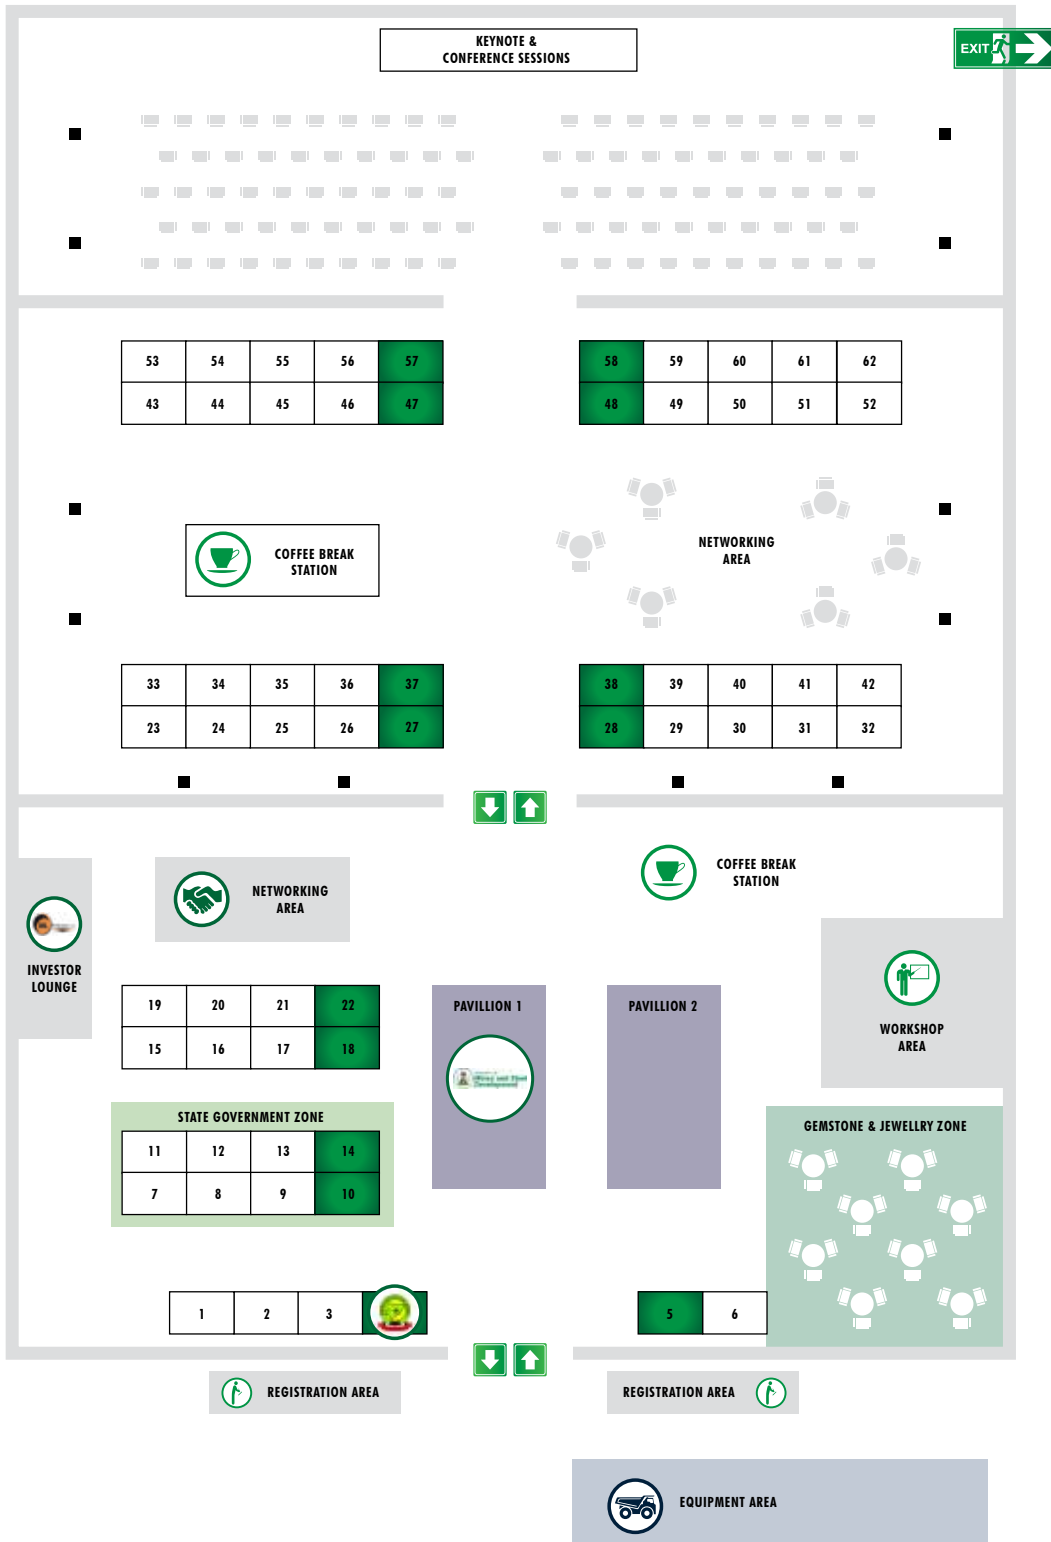 KEYNOTE &
CONFERENCE SESSIONS
EXIT
53 54 55 56 57
43 44 45 46 47
58 59 60 61 62
48 49 50 51 52
COFFEE BREAK
STATION
NETWORKING
AREA
33 34 35 36 37
23 24 25 26 27
38 39 40 41 42
28 29 30 31 32
NETWORKING
AREA
COFFEE BREAK
STATION
INVESTOR
LOUNGE
WORKSHOP
AREA
19 20 21 22
15 16 17 18
PAVILLION 1
PAVILLION 2
STATE GOVERNMENT ZONE
11 12 13 14
7 8 9 10
GEMSTONE & JEWELLRY ZONE
1 2 3
5 6
REGISTRATION AREA
REGISTRATION AREA
EQUIPMENT AREA